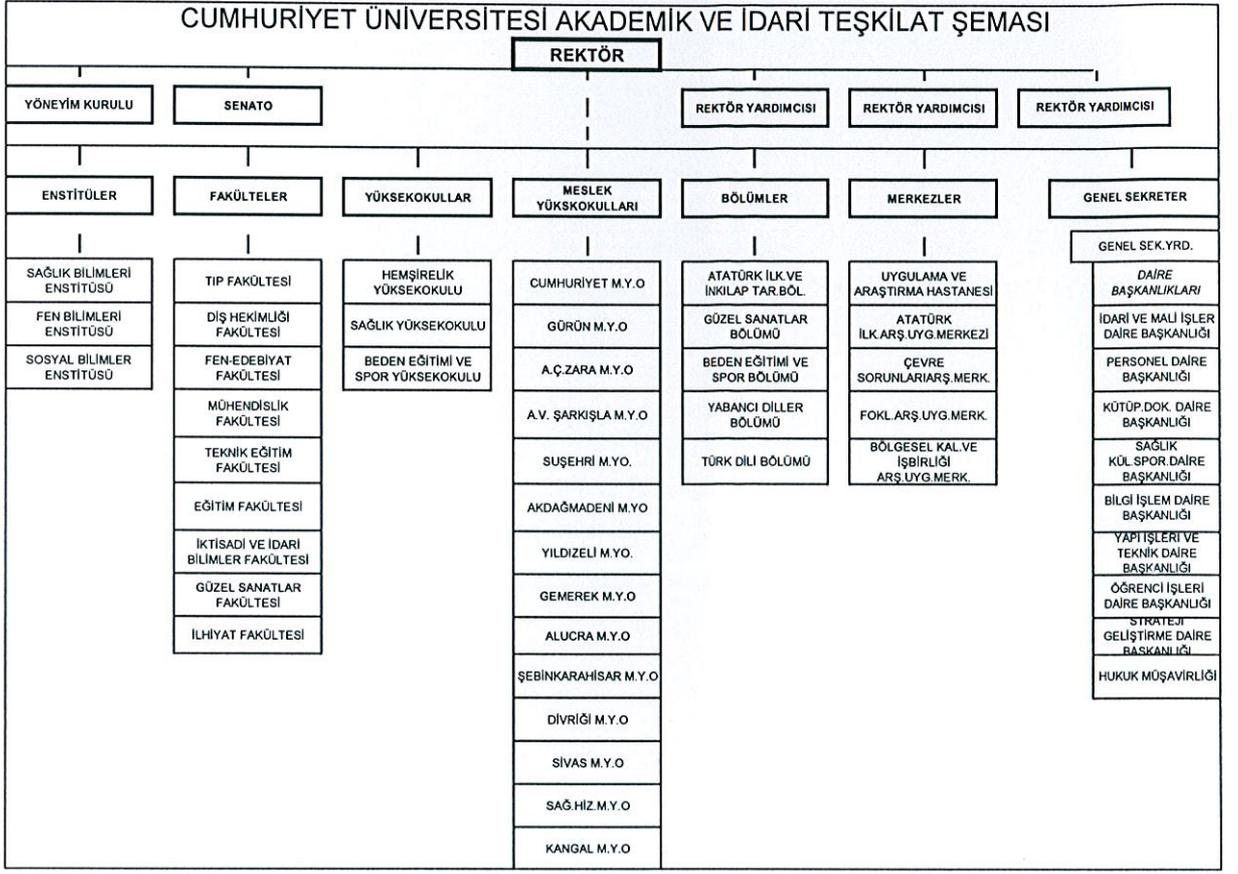 CUMHURİYET ÜNİVERSİTESİ AKADEMİK VE İDARİ TEŞKİLAT ŞEMASI
REKTÖR
YÖNEYİM KURULU
SENATO
REKTÖR YARDIMCISI
REKTÖR YARDIMCISI
REKTÖR YARDIMCISI
ENSTİTÜLER
FAKÜLTELER
YÜKSEKOKULLAR
MESLEK
YÜKSKOKULLARI
BÖLÜMLER
MERKEZLER
GENEL SEKRETER
SAĞLIK BİLİMLERİ
ENSTİTÜSÜ
FEN BİLİMLERİ
ENSTİTÜSÜ
SOSYAL BİLİMLER
ENSTİTÜSÜ
TIP FAKÜLTESİ
DİŞ HEKİMLİĞİ
FAKÜLTESİ
FEN-EDEBİYAT
FAKÜLTESİ
MÜHENDİSLİK
FAKÜLTESİ
TEKNİK EĞİTİM
FAKÜLTESİ
EĞİTİM FAKÜLTESİ
İKTİSADİ VE İDARİ
BİLİMLER FAKÜLTESİ
GÜZEL SANATLAR
FAKÜLTESİ
İLHİYAT FAKÜLTESİ
HEMŞİRELİK
YÜKSEKOKULU
SAĞLIK YÜKSEKOKULU
BEDEN EĞİTİMİ VE
SPOR YÜKSEKOKULU
CUMHURİYET M.Y.O
GÜRÜN M.Y.O
A.Ç.ZARA M.Y.O
A.V. ŞARKIŞLA M.Y.O
SUŞEHRİ M.YO.
AKDAĞMADENİ M.YO
YILDIZELİ M.YO.
GEMEREK M.Y.O
ALUCRA M.Y.O
ŞEBİNKARAHİSAR M.Y.O
DİVRİĞİ M.Y.O
SİVAS M.Y.O
SAĞ.HİZ.M.Y.O
KANGAL M.Y.O
ATATÜRK İLK.VE
İNKILAP TAR.BÖL.
GÜZEL SANATLAR
BÖLÜMÜ
BEDEN EĞİTİMİ VE
SPOR BÖLÜMÜ
YABANCI DİLLER
BÖLÜMÜ
TÜRK DİLİ BÖLÜMÜ
UYGULAMA VE
ARAŞTIRMA HASTANESİ
ATATÜRK
İLK.ARŞ.UYG.MERKEZİ
ÇEVRE
SORUNLARIARŞ.MERK.
FOKL.ARŞ.UYG.MERK.
BÖLGESEL KAL.VE
İŞBİRLİĞİ
ARŞ.UYG.MERK.
GENEL SEK.YRD.
DAİRE
BAŞKANLIKLARI
İDARİ VE MALİ İŞLER
DAİRE BAŞKANLIĞI
PERSONEL DAİRE
BAŞKANLIĞI
KÜTÜP.DOK. DAİRE
BAŞKANLIĞI
SAĞLIK
KÜL.SPOR.DAİRE
BAŞKANLIĞI
BİLGİ İŞLEM DAİRE
BAŞKANLIĞI
YAPI İŞLERİ VE
TEKNİK DAİRE
BAŞKANLIĞI
ÖĞRENCİ İŞLERİ
DAİRE BAŞKANLIĞI
STRATEJİ
GELİŞTİRME DAİRE
BAŞKANLIĞI
HUKUK MÜŞAVİRLİĞİ